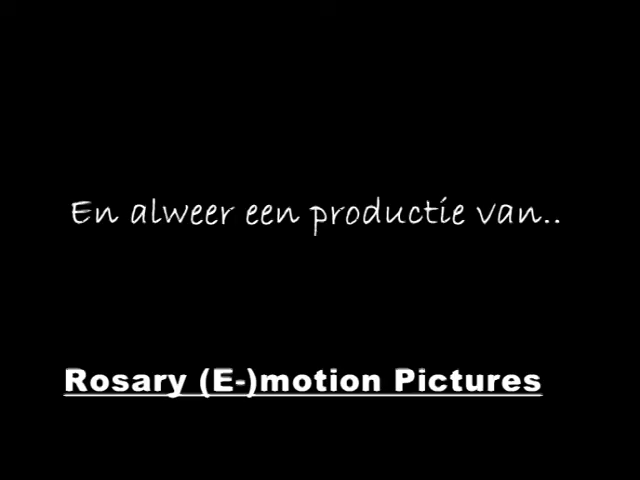 En alweer een productie van..
Rosary (E-)motion Pictures